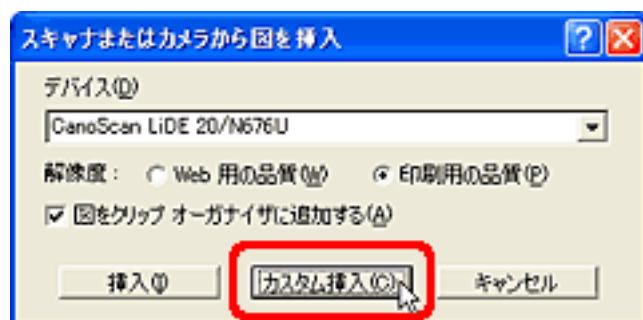 スキャナまたはカメラから図を挿入
デバイス(D)
CanoScan LiDE 20/N676U
解像度： Web 用の品質(W) 印刷用の品質(P)
図をクリップ オーガナイザに追加する(A)
挿入(I) カスタム挿入(C) キャンセル